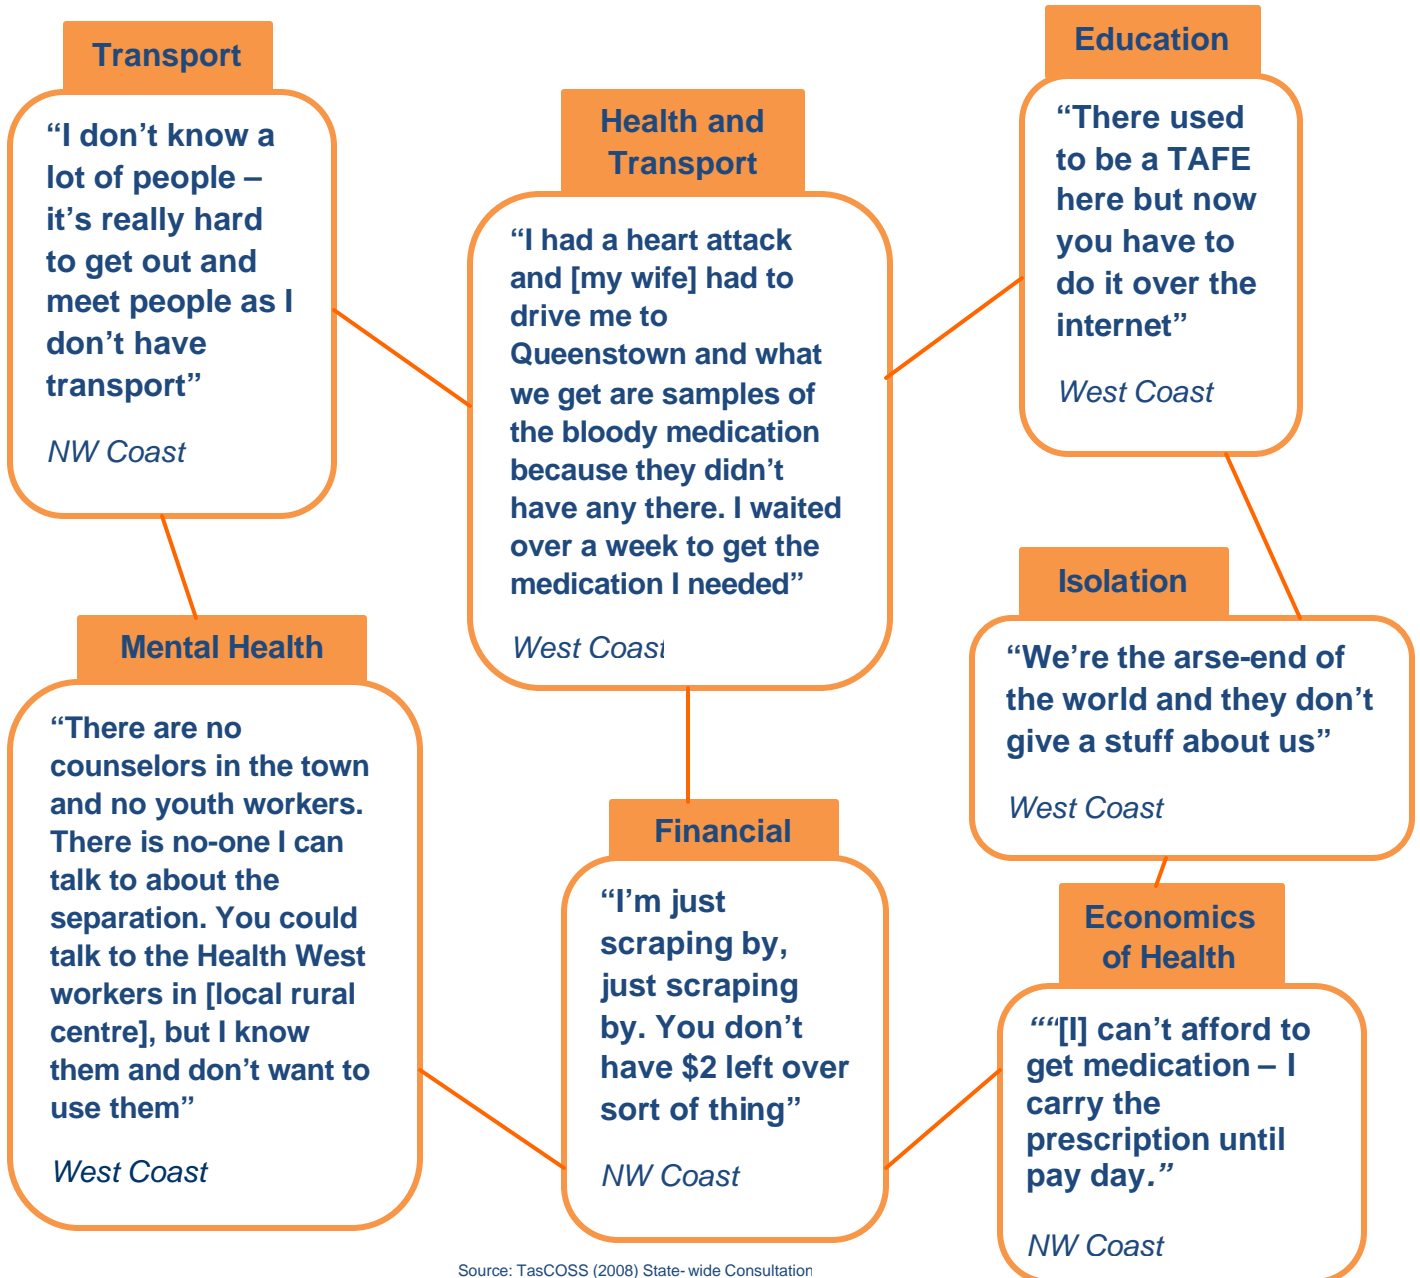 Transport
“I don’t know a
lot of people –
it’s really hard
to get out and
meet people as I
don’t have
transport”
NW Coast
Health and
Transport
“I had a heart attack
and [my wife] had to
drive me to
Queenstown and what
we get are samples of
the bloody medication
because they didn’t
have any there. I waited
over a week to get the
medication I needed”
West Coast
Education
“There used
to be a TAFE
here but now
you have to
do it over the
internet”
West Coast
Mental Health
“There are no
counselors in the town
and no youth workers.
There is no-one I can
talk to about the
separation. You could
talk to the Health West
workers in [local rural
centre], but I know
them and don’t want to
use them”
West Coast
Financial
“I’m just
scraping by,
just scraping
by. You don’t
have $2 left over
sort of thing”
NW Coast
Isolation
“We’re the arse-end of
the world and they don’t
give a stuff about us”
West Coast
Economics
of Health
““[I] can’t afford to
get medication – I
carry the
prescription until
pay day.”
NW Coast
Source: TasCOSS (2008) State- wide Consultation